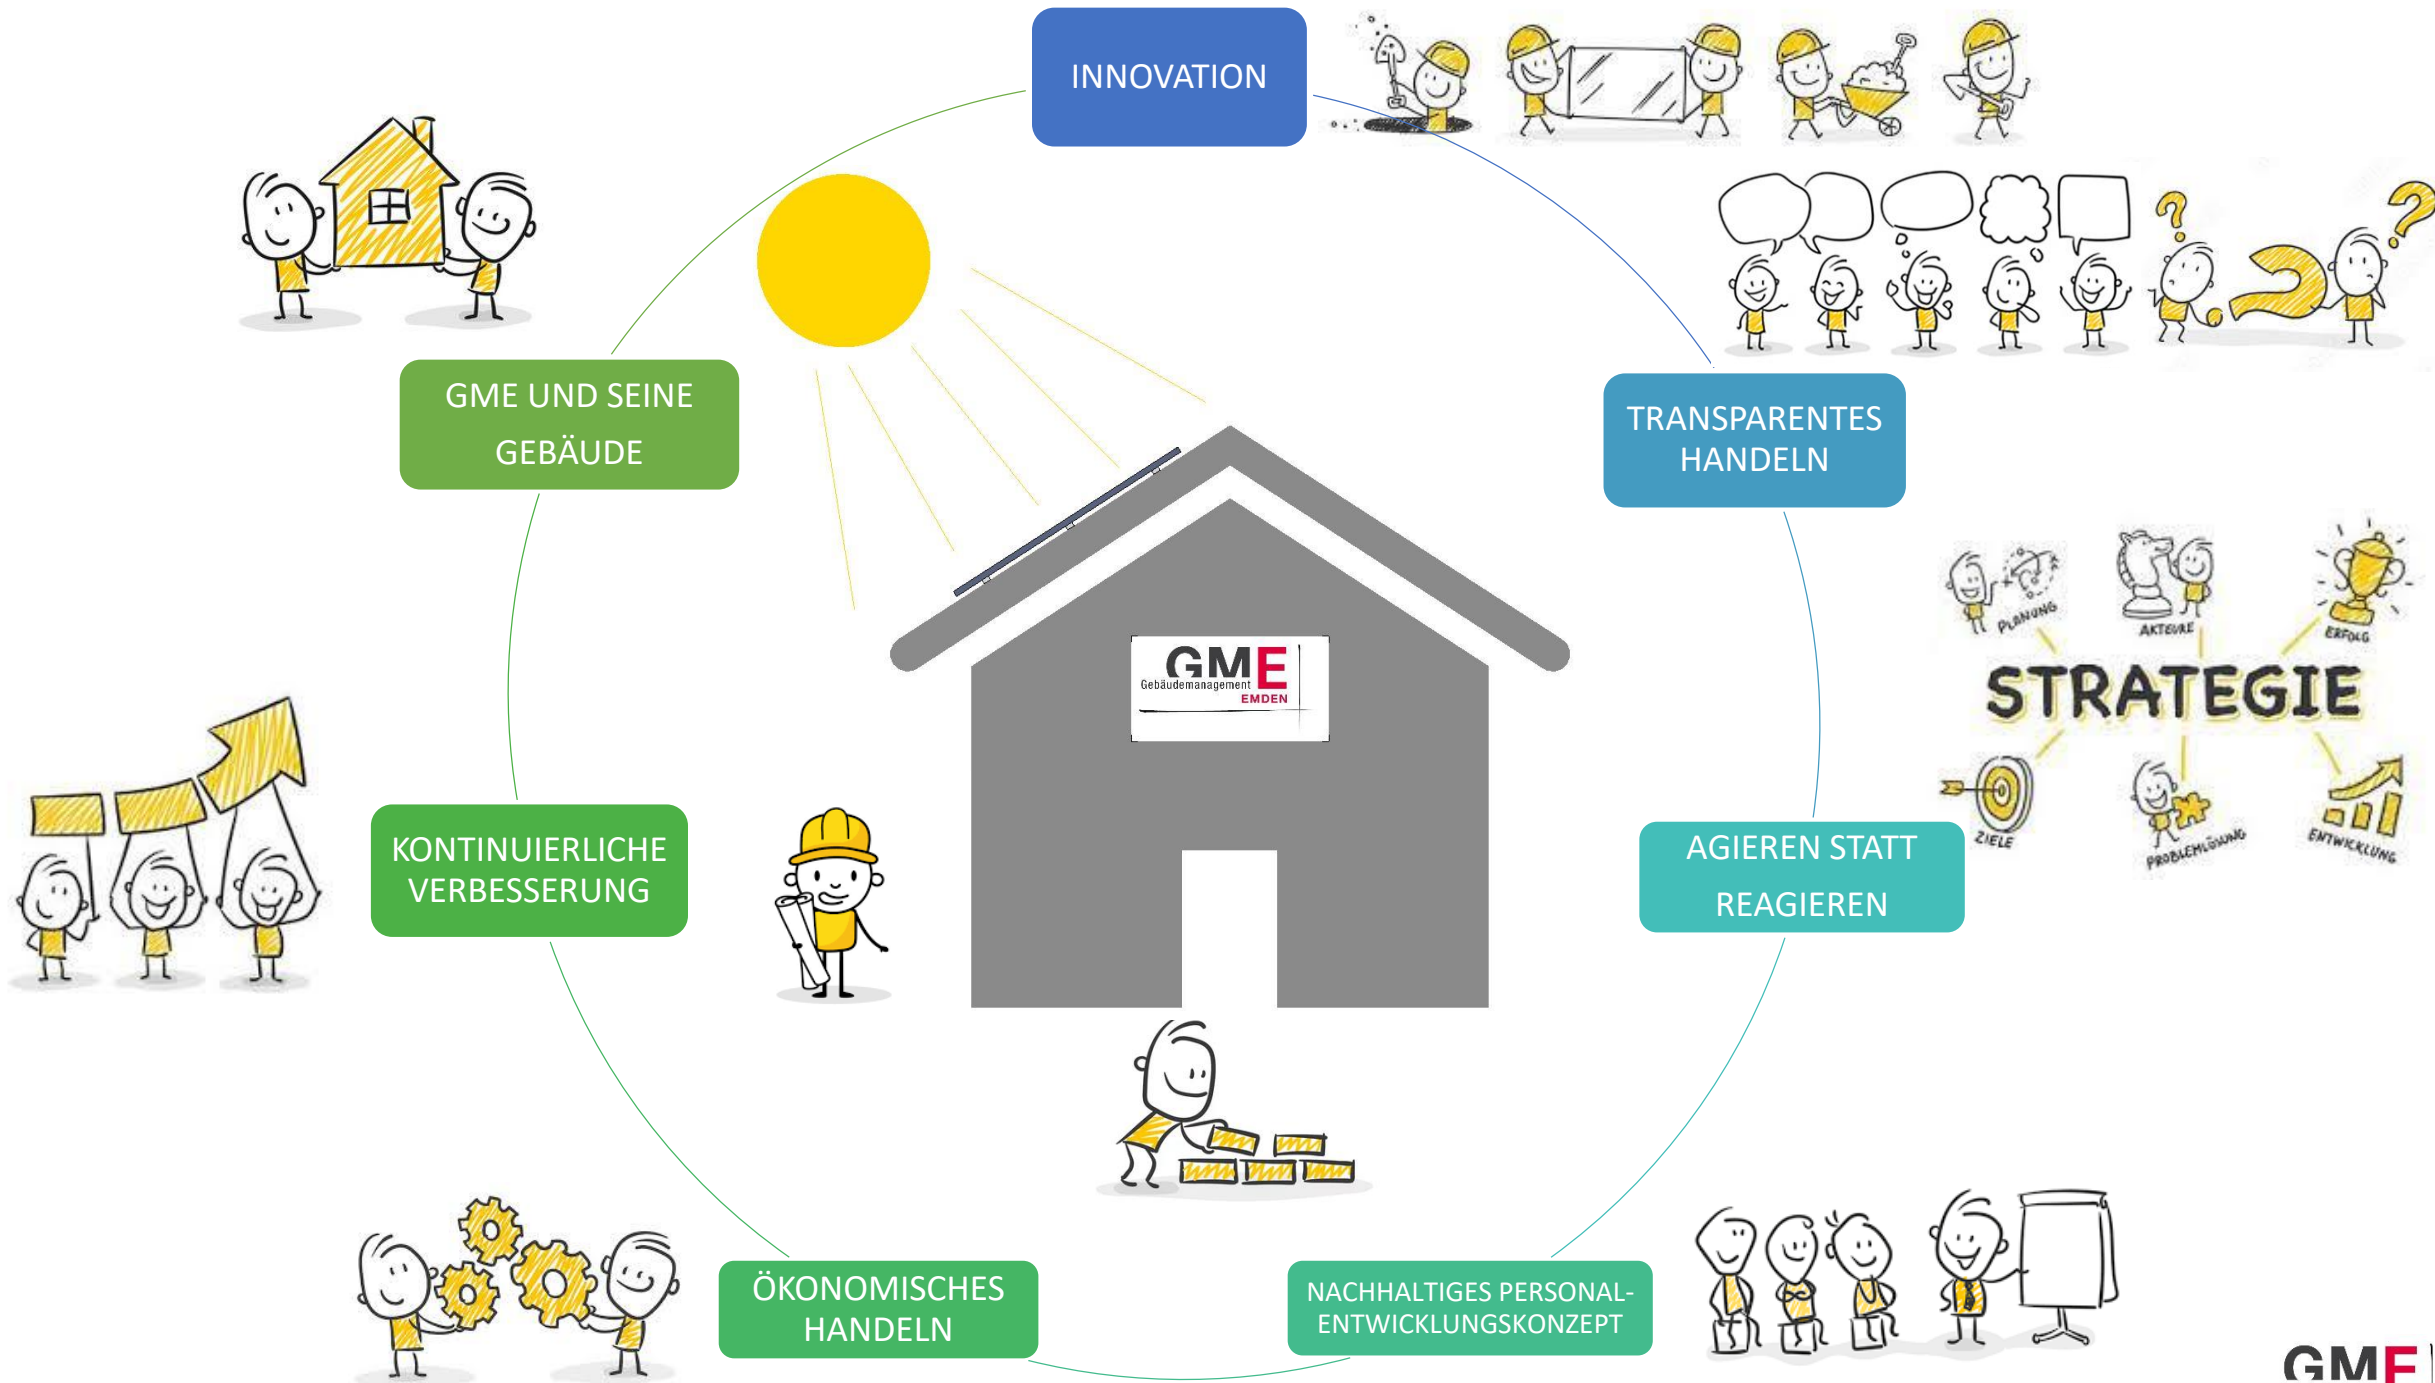 INNOVATION
GME UND SEINE
GEBÄUDE
TRANSPARENTES
HANDELN
PLANUNG
AKTEURE
ERFOLG
STRATEGIE
ZIELE
PROBLEMLÖSUNG
ENTWICKLUNG
GME
Gebäudemanagement
EMDEN
KONTINUIERLICHE
VERBESSERUNG
AGIEREN STATT
REAGIEREN
ÖKONOMISCHES
HANDELN
NACHHALTIGES PERSONAL-
ENTWICKLUNGSKONZEPT
GME